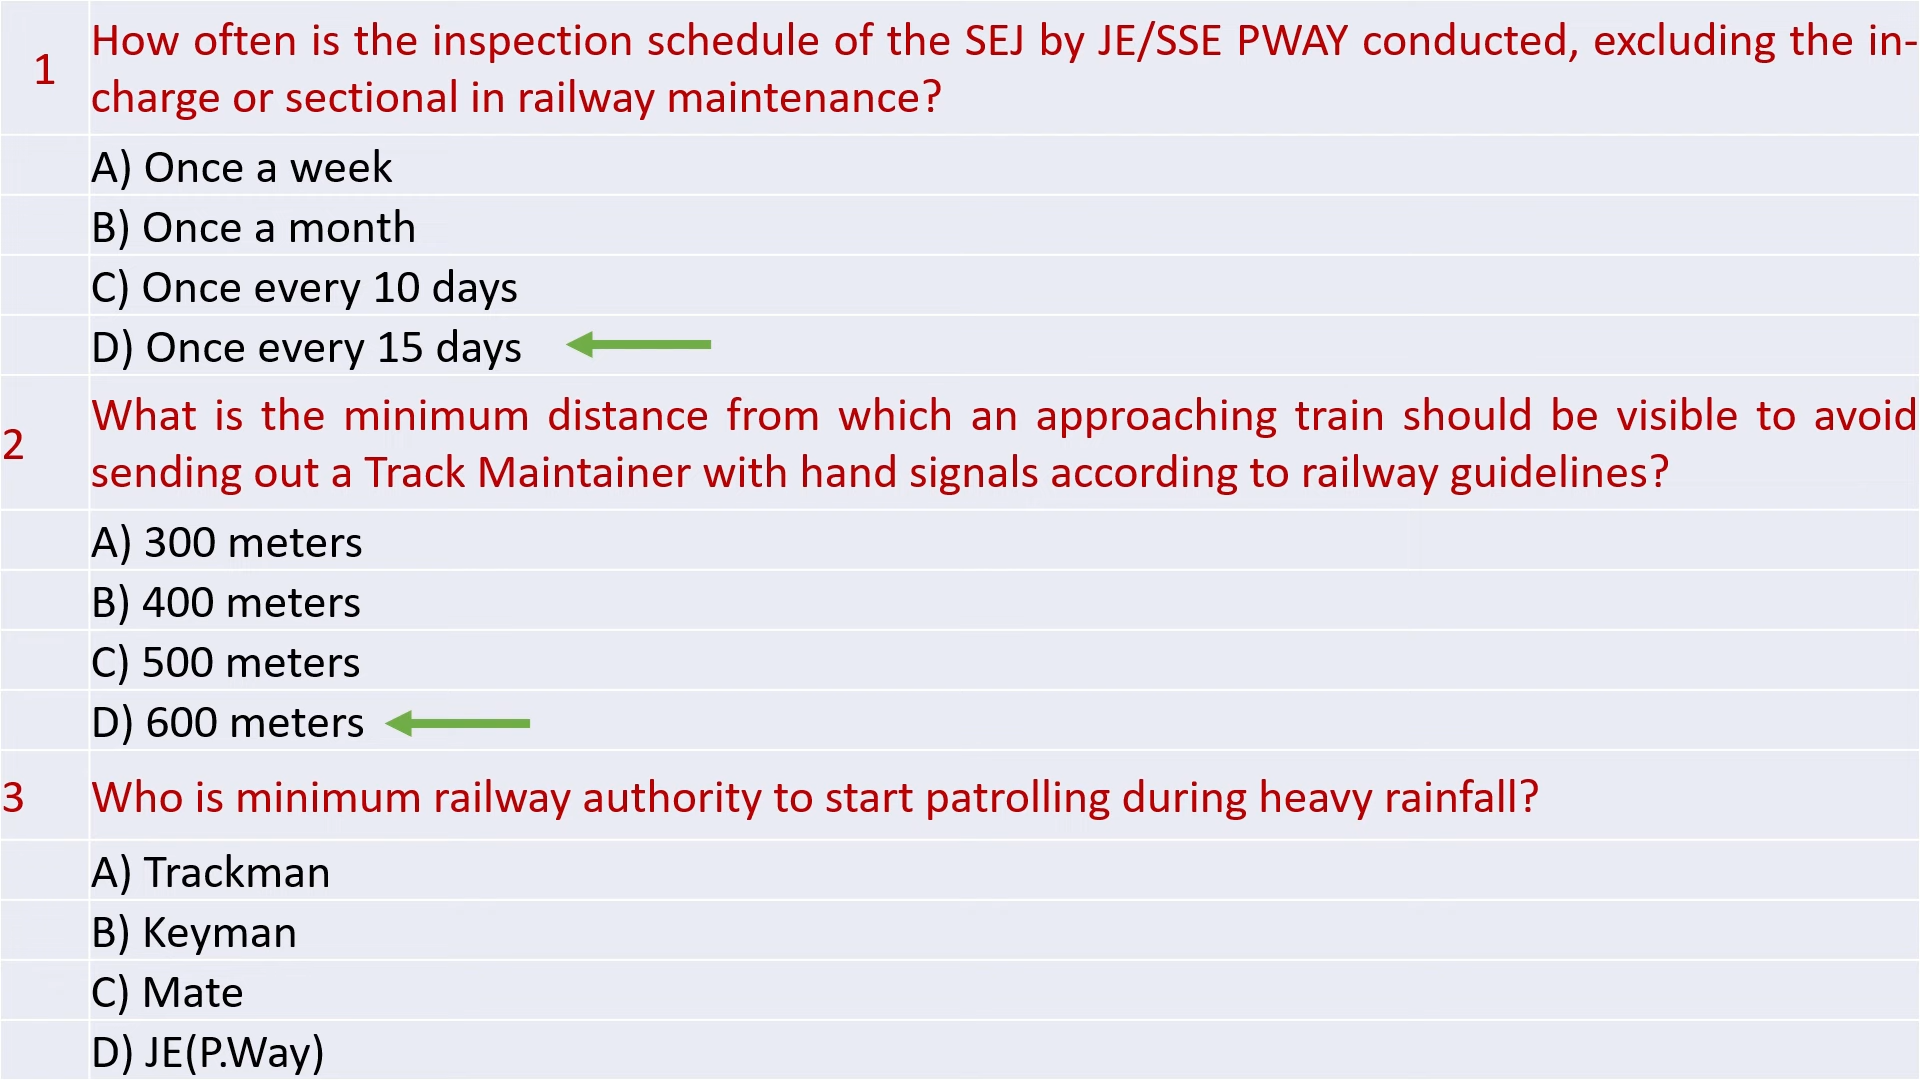 1
How often is the inspection schedule of the SEJ by JE/SSE PWAY conducted, excluding the in-
charge or sectional in railway maintenance?
A) Once a week
B) Once a month
C) Once every 10 days
D) Once every 15 days
2
What is the minimum distance from which an approaching train should be visible to avoid
sending out a Track Maintainer with hand signals according to railway guidelines?
A) 300 meters
B) 400 meters
C) 500 meters
D) 600 meters
3 Who is minimum railway authority to start patrolling during heavy rainfall?
A) Trackman
B) Keyman
C) Mate
D) JE(P.Way)